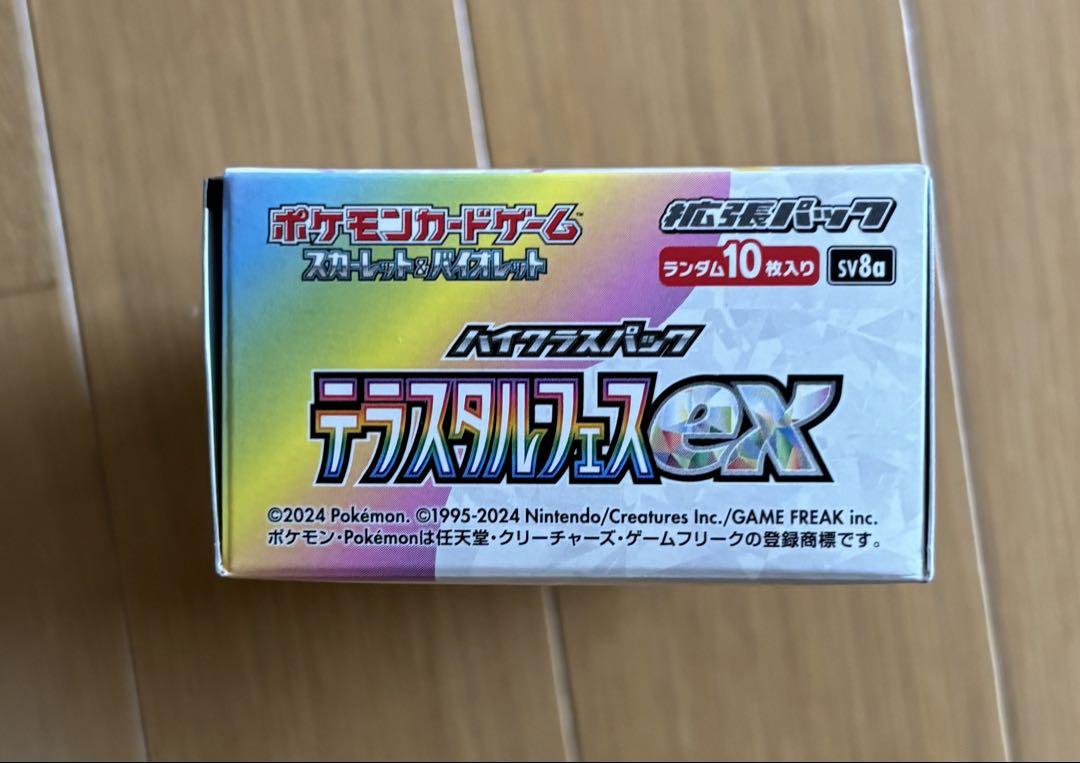 ポケモンカードゲーム™
スカーレット&バイオレット
拡張パック
ランダム10枚入り SV8a
ハイクラスパック
テラスタルフェスex
©2024 Pokémon. ©1995-2024 Nintendo/Creatures Inc./GAME FREAK inc.
ポケモン・Pokémonは任天堂・クリーチャーズ・ゲームフリークの登録商標です。